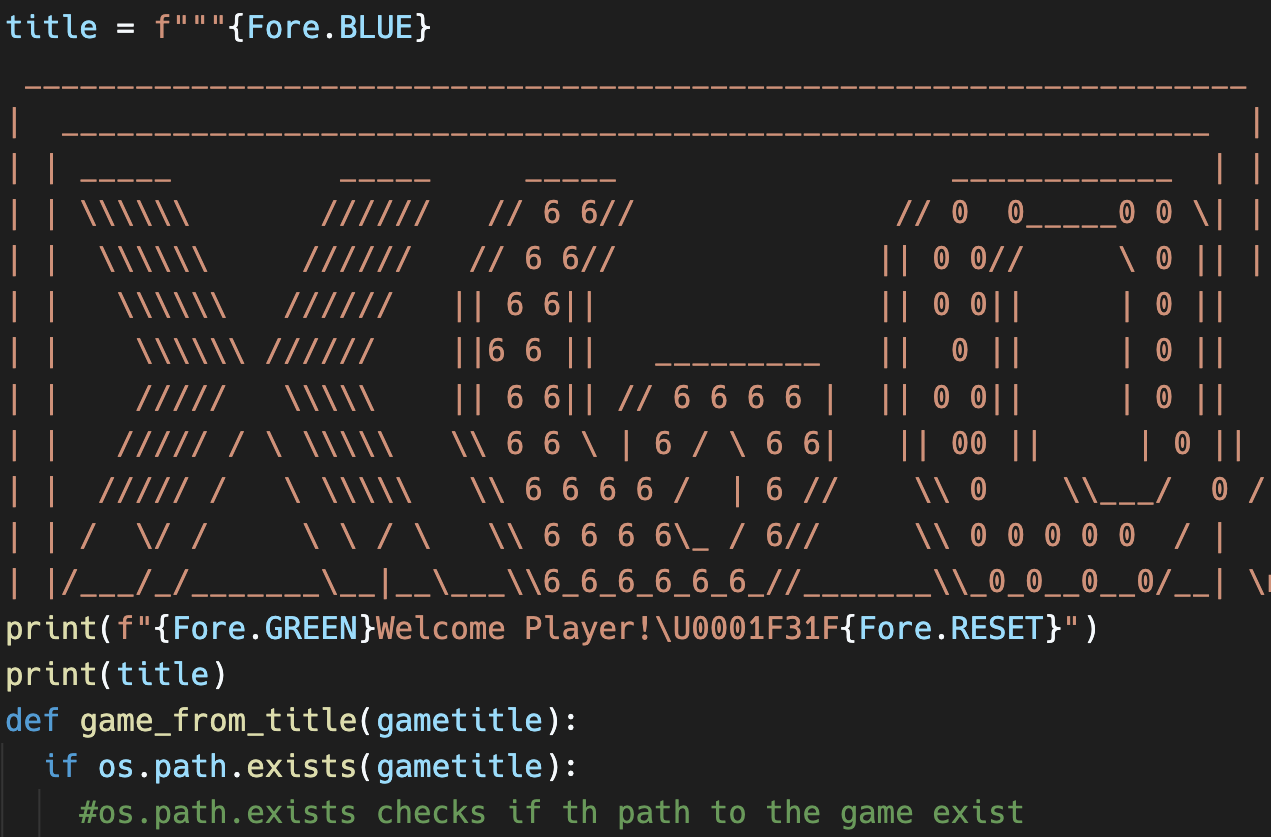 title = f"""{Fore.BLUE}
 __________________________________________________________________
|  ______________________________________________________________  |
| | _____         _____     _____                  ____________  | |
| | \\\\\\       //////   // 6 6//              // 0  0_____0 0 \| |
| |  \\\\\\     //////   // 6 6//              || 0 0//     \ 0 || |
| |   \\\\\\   //////   || 6 6||               || 0 0||     | 0 ||
| |    \\\\\\ //////    ||6 6 ||   _________   ||  0 ||     | 0 ||
| |    /////   \\\\\    || 6 6|| // 6 6 6 6 |  || 0 0||     | 0 ||
| |   ///// / \ \\\\\   \\ 6 6 \ | 6 / \ 6 6|   || 00 ||     | 0 ||
| |  ///// /   \ \\\\\   \\ 6 6 6 6 /  | 6 //    \\ 0    \\___/  0 /
| | /  \/ /     \ \ / \   \\ 6 6 6 6\_ / 6//     \\ 0 0 0 0 0  / |
| |/___/_/_______\__|__\___\\6_6_6_6_6_6_//_______\\_0_0__0__0/__| \
print(f"{Fore.GREEN}Welcome Player!\U0001F31F{Fore.RESET}")
print(title)
def game_from_title(gametitle):
  if os.path.exists(gametitle):
    #os.path.exists checks if th path to the game exist